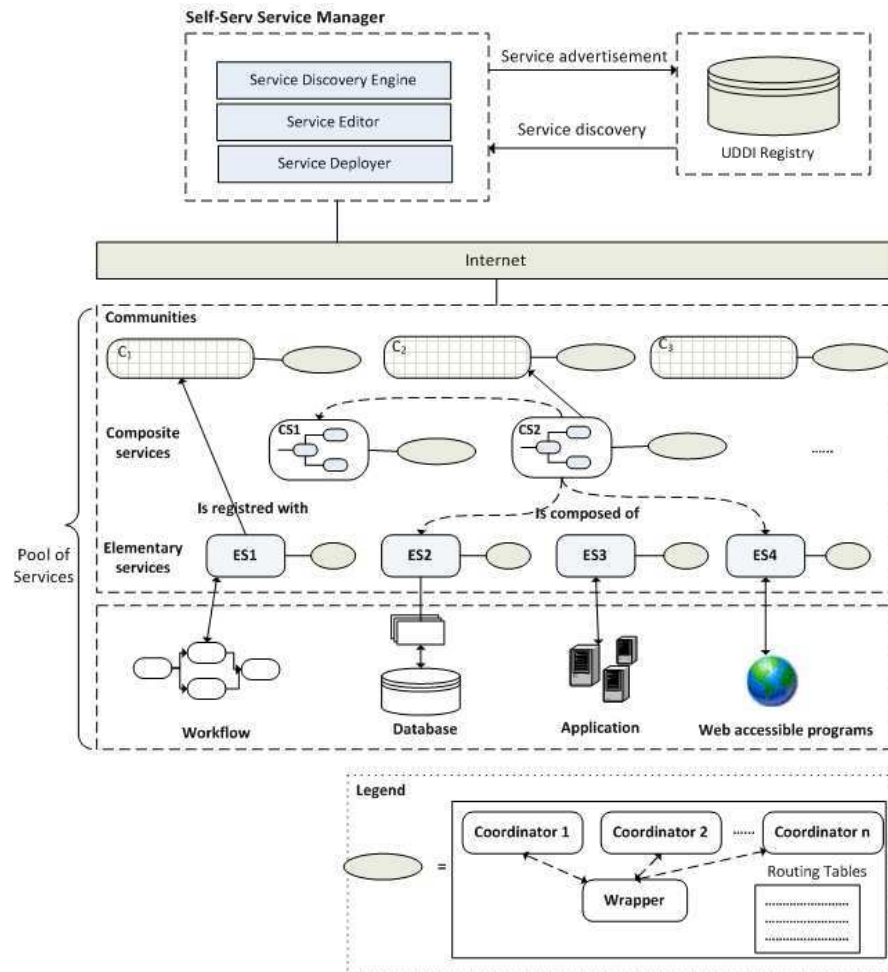 Self-Serv Service Manager
Service Discovery Engine
Service Editor
Service Deployer
Service advertisement
Service discovery
UDDI Registry
Internet
Pool of
Services
Communities
C1
C2
C3
Composite
services
CS1
CS2
......
Is registred with
Is composed of
Elementary
services
ES1
ES2
ES3
ES4
Workflow
Database
Application
Web accessible programs
Legend
=
Coordinator 1
Coordinator 2
......
Coordinator n
Wrapper
Routing Tables